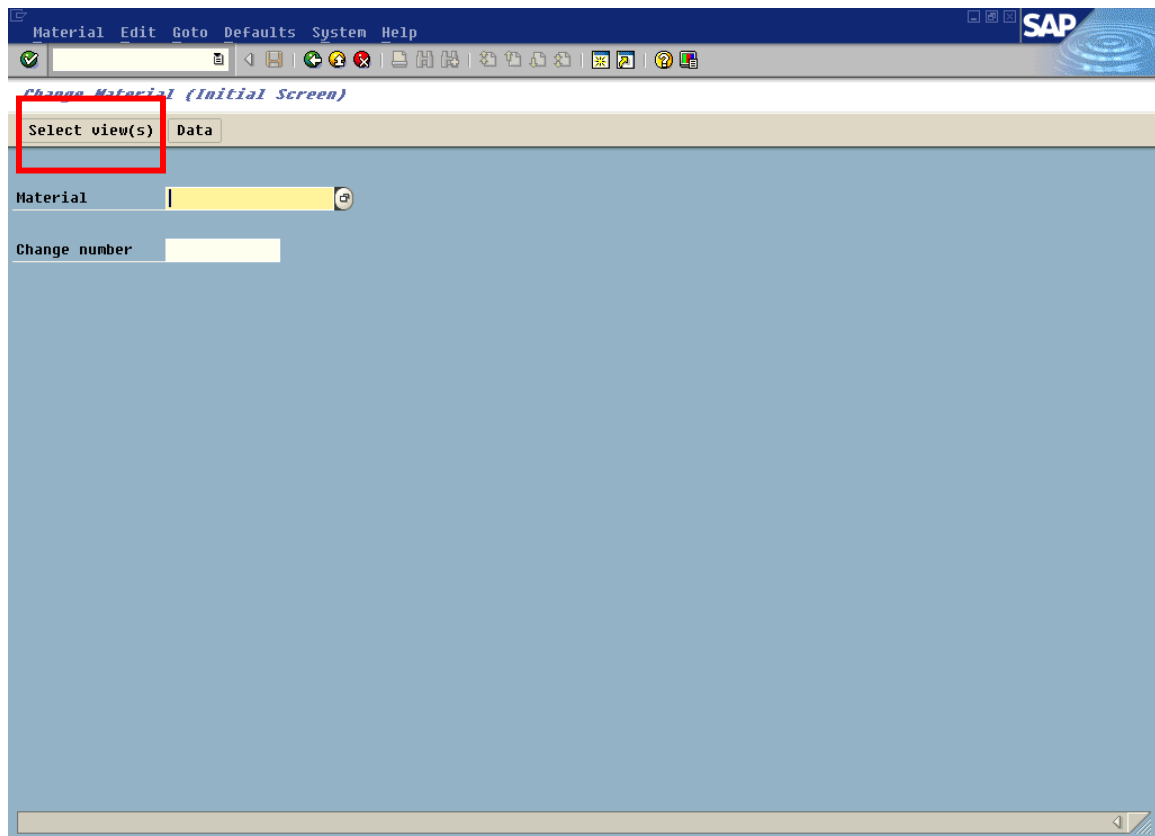 Material Edit Goto Defaults System Help
SAP
Change Material (Initial Screen)
Select view(s) Data
Material
Change number